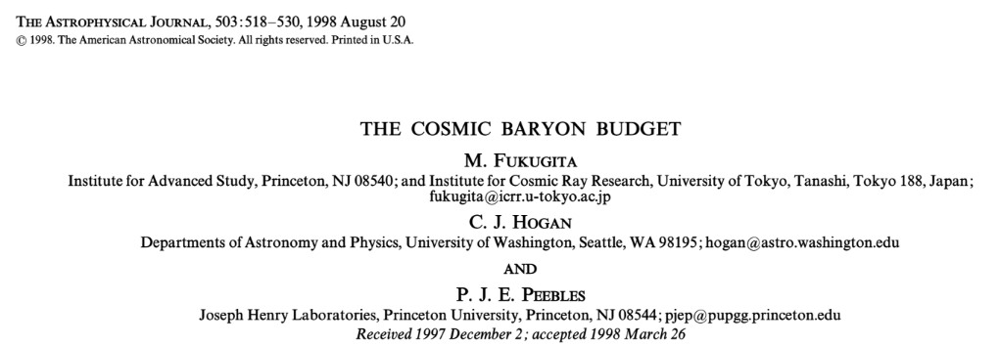 THE ASTROPHYSICAL JOURNAL, 503:518–530, 1998 August 20
© 1998. The American Astronomical Society. All rights reserved. Printed in U.S.A.
THE COSMIC BARYON BUDGET
M. FUKUGITA
Institute for Advanced Study, Princeton, NJ 08540; and Institute for Cosmic Ray Research, University of Tokyo, Tanashi, Tokyo 188, Japan;
fukugita@icrr.u-tokyo.ac.jp
C. J. HOGAN
Departments of Astronomy and Physics, University of Washington, Seattle, WA 98195; hogan@astro.washington.edu
AND
P. J. E. PEEBLES
Joseph Henry Laboratories, Princeton University, Princeton, NJ 08544; pjep@pupgg.princeton.edu
Received 1997 December 2; accepted 1998 March 26